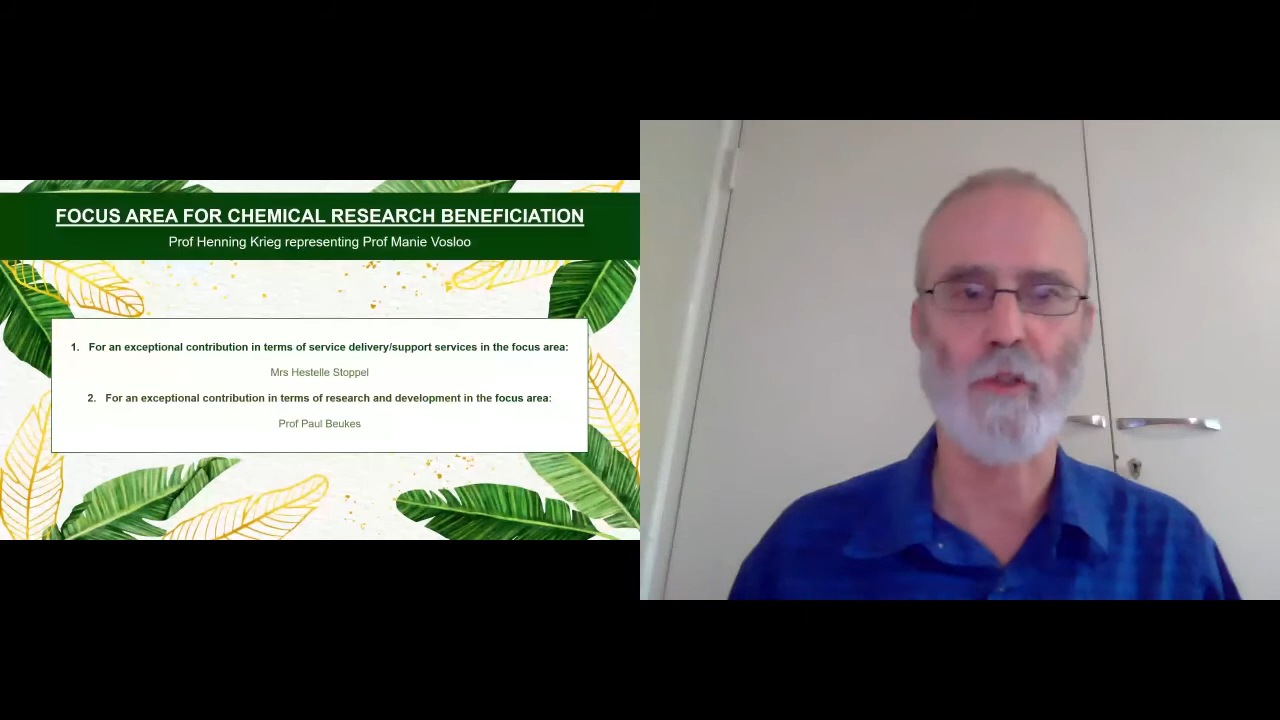 FOCUS AREA FOR CHEMICAL RESEARCH BENEFICIATION
Prof Henning Krieg representing Prof Manie Vosloo
1. For an exceptional contribution in terms of service delivery/support services in the focus area:
Mrs Hestelle Stoppel
2. For an exceptional contribution in terms of research and development in the focus area:
Prof Paul Beukes